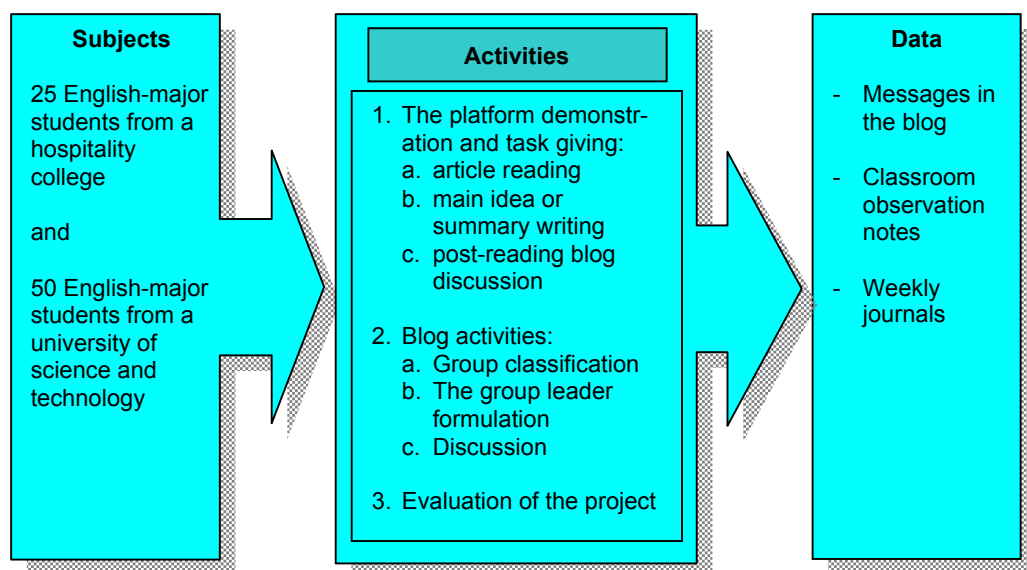 Subjects
25 English-major
students from a
hospitality
college
and
50 English-major
students from a
university of
science and
technology
Activities
1. The platform demonstr-
ation and task giving:
a. article reading
b. main idea or
summary writing
c. post-reading blog
discussion
2. Blog activities:
a. Group classification
b. The group leader
formulation
c. Discussion
3. Evaluation of the project
Data
- Messages in
the blog
- Classroom
observation
notes
- Weekly
journals